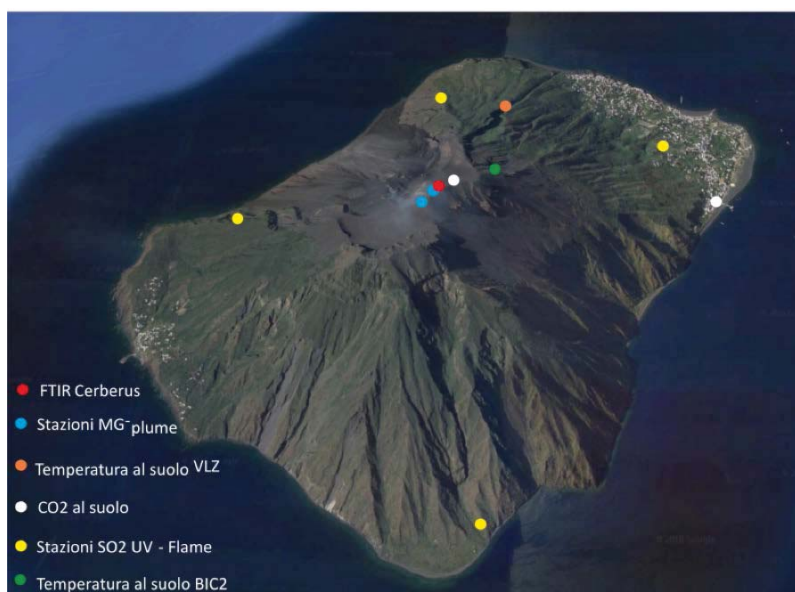 FTIR Cerberus
Stazioni MG-plume
Temperatura al suolo VLZ
CO2 al suolo
Stazioni SO2 UV - Flame
Temperatura al suolo BIC2